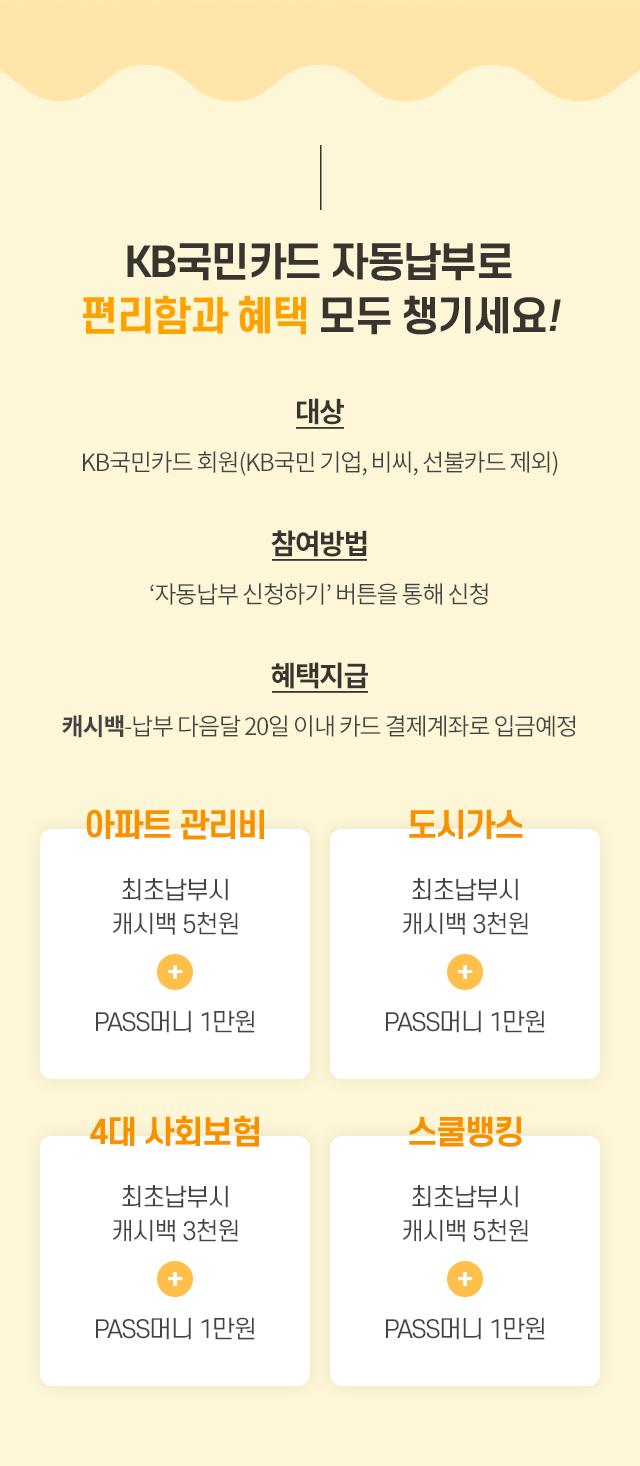 KB국민카드 자동납부로
편리함과 혜택 모두 챙기세요!
대상
KB국민카드 회원(KB국민 기업, 비씨, 선불카드 제외)
참여방법
‘자동납부 신청하기’ 버튼을 통해 신청
혜택지급
캐시백-납부 다음달 20일 이내 카드 결제계좌로 입금예정
아파트 관리비
최초납부시
캐시백 5천원
+
PASS머니 1만원
도시가스
최초납부시
캐시백 3천원
+
PASS머니 1만원
4대 사회보험
최초납부시
캐시백 3천원
+
PASS머니 1만원
스쿨뱅킹
최초납부시
캐시백 5천원
+
PASS머니 1만원